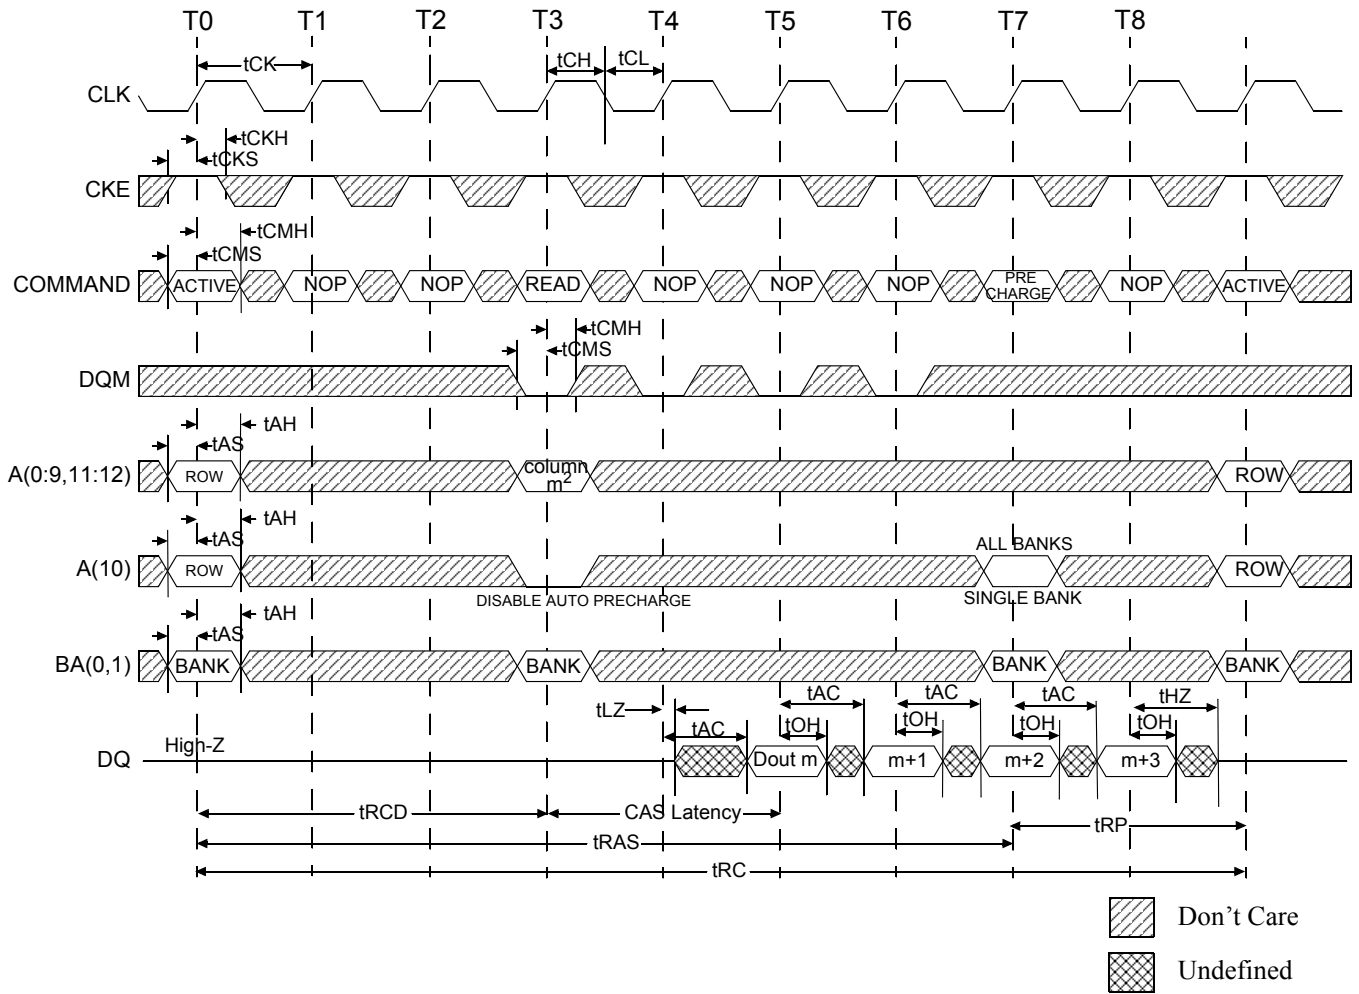 T0 T1 T2 T3 T4 T5 T6 T7 T8
tCK tCH tCL
CLK
tCKH
tCKS
CKE
tCMH
tCMS
COMMAND ACTIVE NOP NOP READ NOP NOP NOP PRE CHARGE NOP ACTIVE
tCMH
tCMS
DQM
tAH
tAS
A(0:9,11:12) ROW column m2 ROW
tAH
tAS
ALL BANKS
A(10) ROW ROW
DISABLE AUTO PRECHARGE SINGLE BANK
tAH
tAS
BA(0,1) BANK BANK BANK BANK
tAC tAC tAC tHZ
tLZ tAC tOH tOH tOH tOH
High-Z
DQ Dout m m+1 m+2 m+3
tRCD CAS Latency
tRP
tRAS
tRC
Don't Care
Undefined